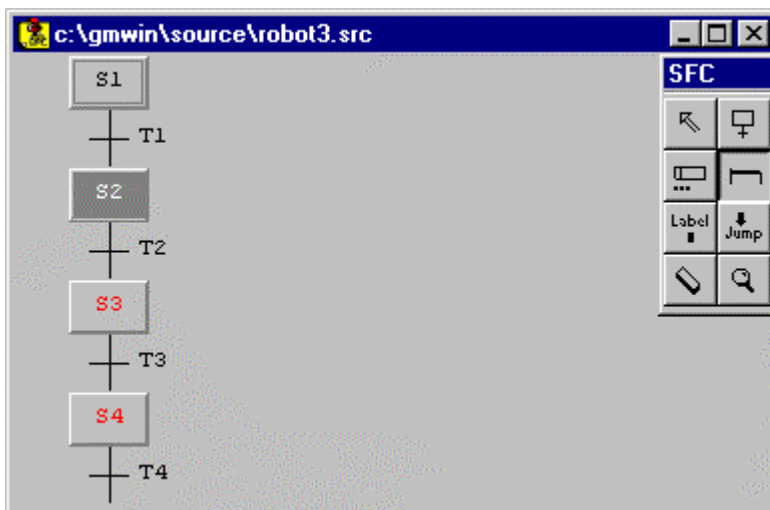 c:\gmwin\source\robot3.src
S1
T1
S2
T2
S3
T3
S4
T4
SFC
Label
Jump